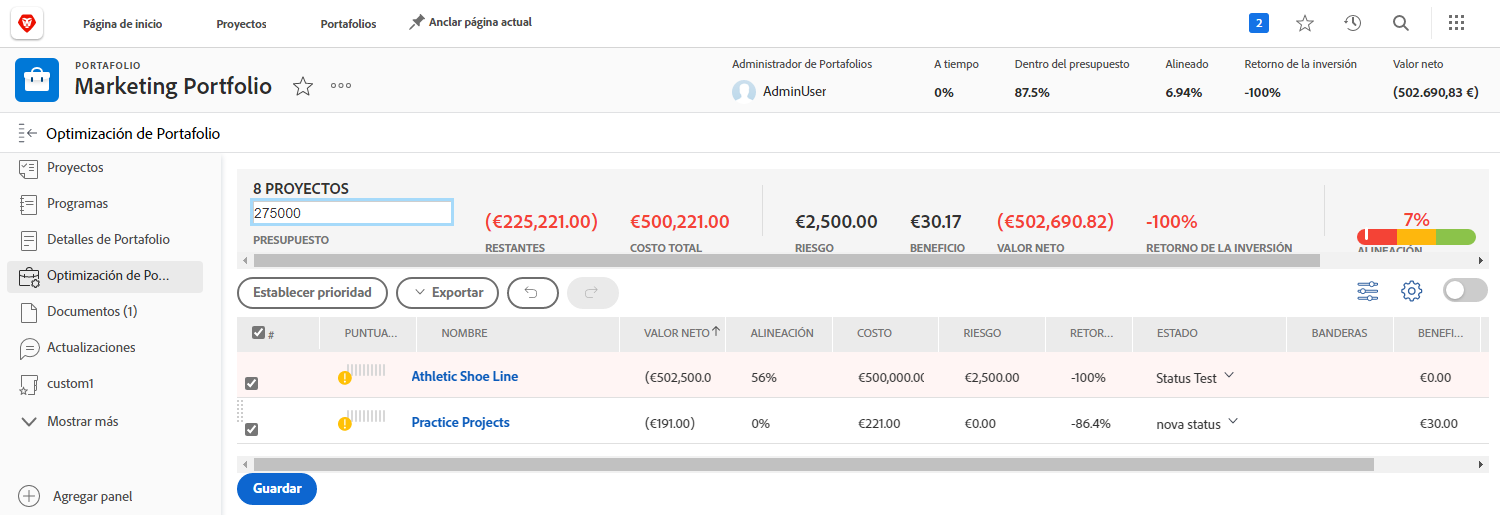 Página de inicio Proyectos Portafolios Anclar página actual 2
PORTAFOLIO
Marketing Portfolio
Administrador de Portafolios A tiempo Dentro del presupuesto Alineado Retorno de la inversión Valor neto
AdminUser 0% 87.5% 6.94% -100% (502.690,83 €)
Optimización de Portafolio
Proyectos
Programas
Detalles de Portafolio
Optimización de Po...
Documentos (1)
Actualizaciones
custom1
Mostrar más
Agregar panel
8 PROYECTOS
275000
PRESUPUESTO
(€225,221.00) €500,221.00 €2,500.00 €30.17 (€502,690.82) -100% 7%
RESTANTES COSTO TOTAL RIESGO BENEFICIO VALOR NETO RETORNO DE LA INVERSIÓN ALINEACIÓN
Establecer prioridad Exportar
# PUNTUA... NOMBRE VALOR NETO ALINEACIÓN COSTO RIESGO RETOR... ESTADO BANDERAS BENEFI...
Athletic Shoe Line (€502,500.0 56% €500,000.00 €2,500.00 -100% Status Test €0.00
Practice Projects (€191.00) 0% €221.00 €0.00 -86.4% nova status €30.00
Guardar